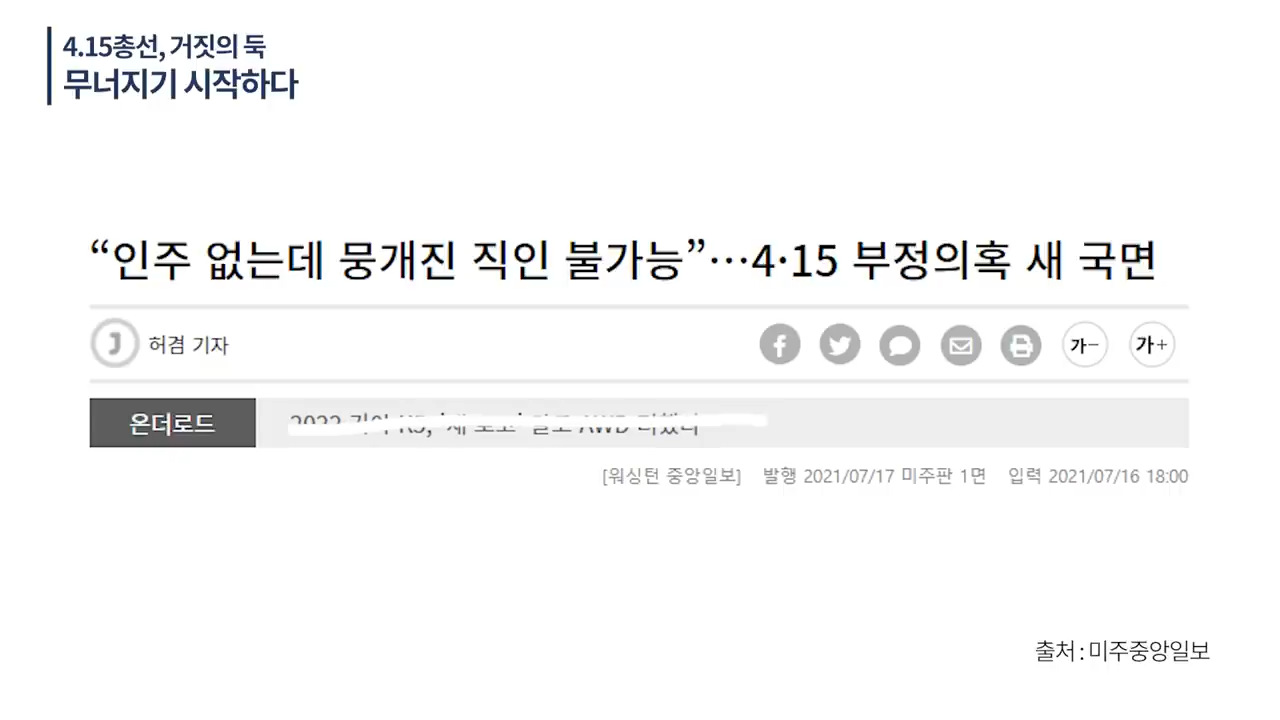 4.15총선, 거짓의 둑
무너지기 시작하다
“인주 없는데 뭉개진 직인 불가능”…4·15 부정의혹 새 국면
J 허겸 기자
가- 가+
온더로드
[워싱턴 중앙일보] 발행 2021/07/17 미주판 1면 입력 2021/07/16 18:00
출처 : 미주중앙일보